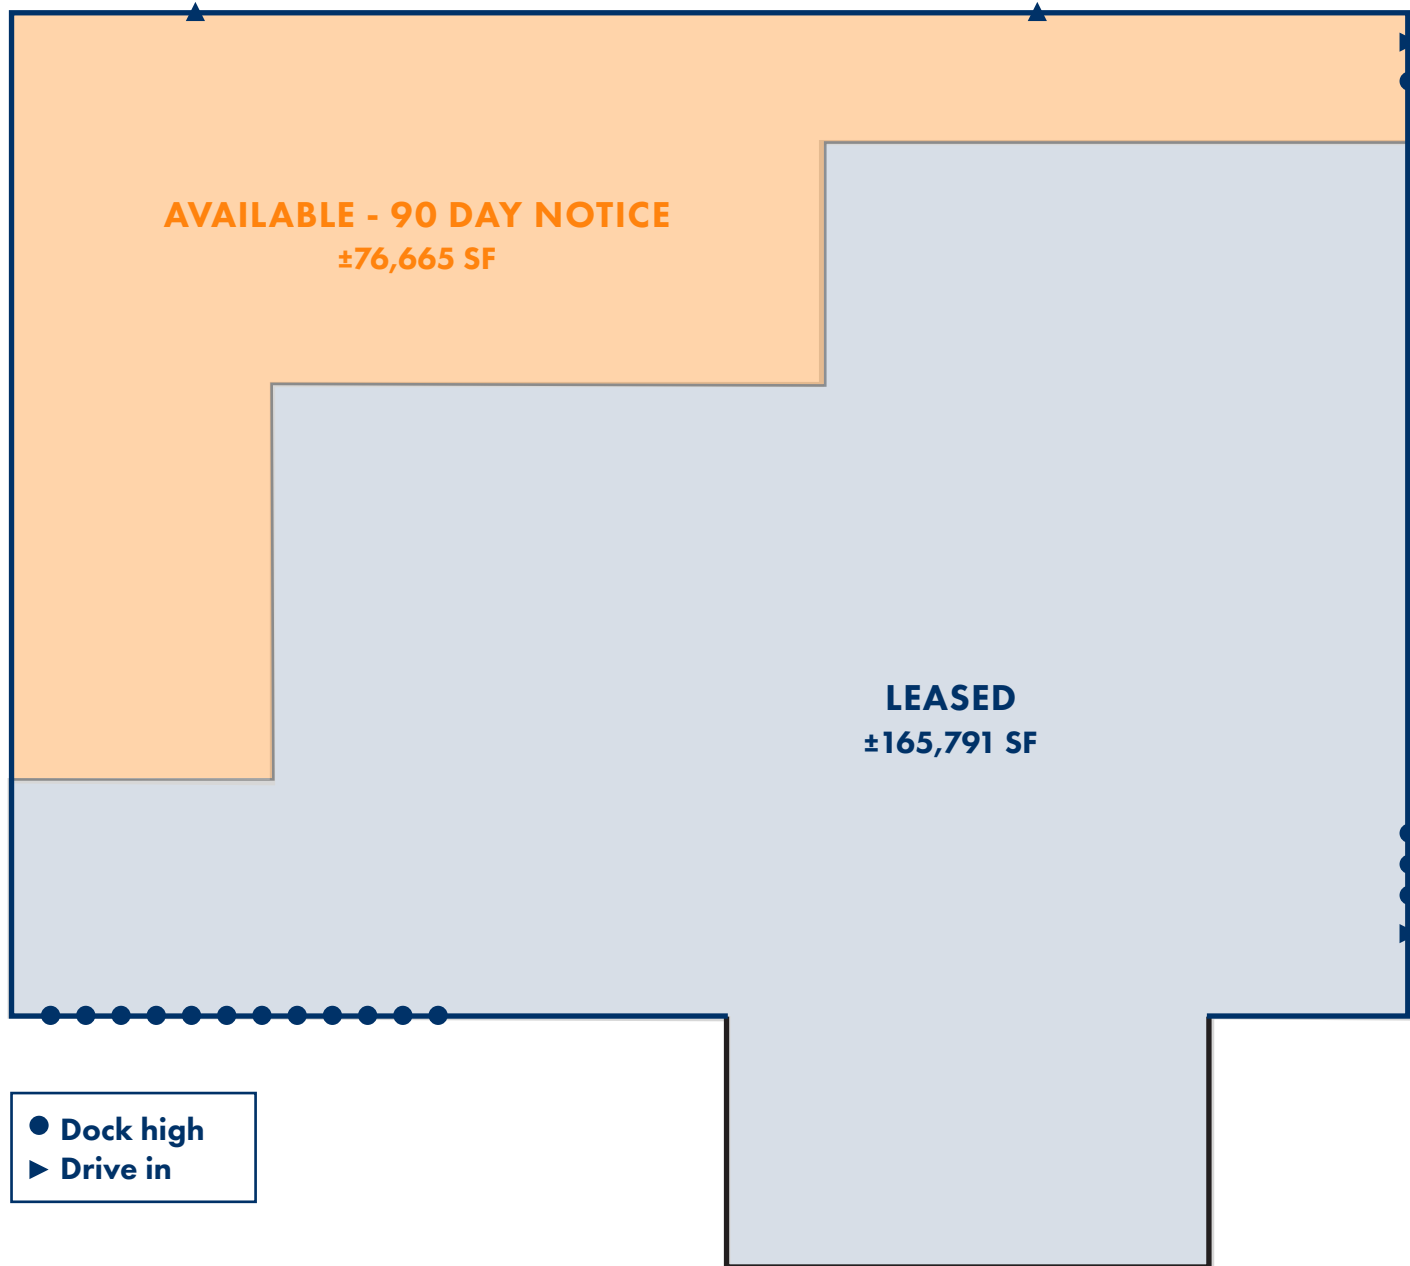 AVAILABLE - 90 DAY NOTICE
±76,665 SF
LEASED
±165,791 SF
Dock high
Drive in